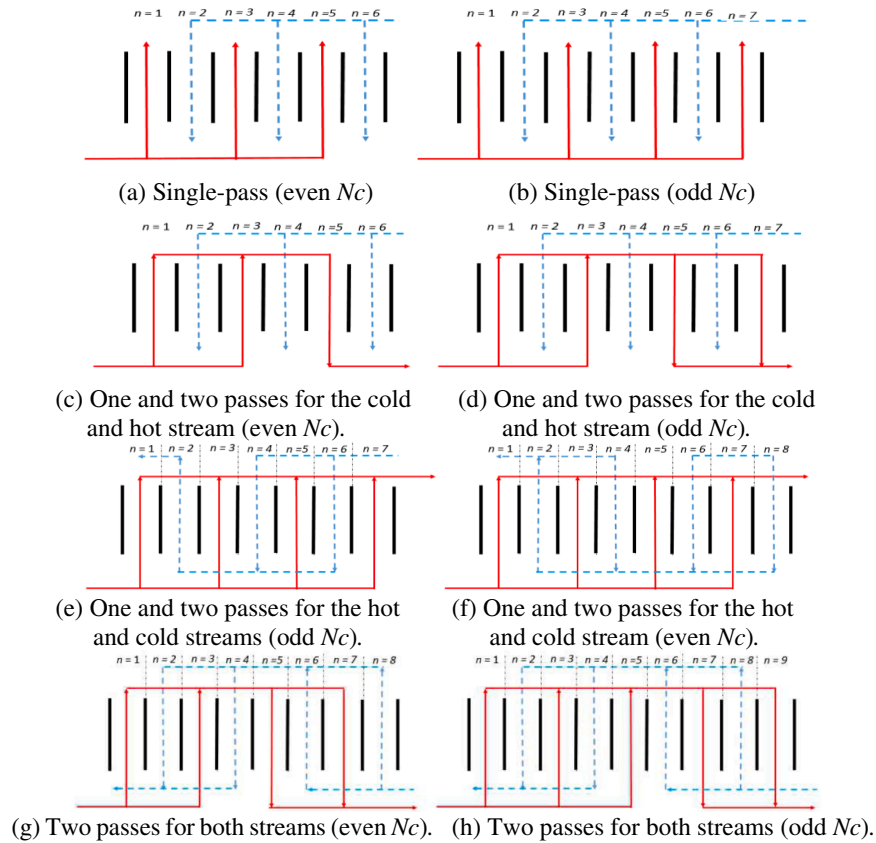 n = 1 n = 2 n = 3 n = 4 n =5 n = 6
n = 1 n = 2 n = 3 n = 4 n =5 n = 6 n = 7
(a) Single-pass (even Nc)
(b) Single-pass (odd Nc)
n = 1 n = 2 n = 3 n = 4 n =5 n = 6
n = 1 n = 2 n = 3 n = 4 n =5 n = 6 n = 7
(c) One and two passes for the cold
and hot stream (even Nc).
(d) One and two passes for the cold
and hot stream (odd Nc).
n = 1 n = 2 n = 3 n = 4 n =5 n = 6 n = 7
n = 1 n = 2 n = 3 n = 4 n =5 n = 6 n = 7 n = 8
(e) One and two passes for the hot
and cold streams (odd Nc).
(f) One and two passes for the hot
and cold stream (even Nc).
n = 1 n = 2 n = 3 n = 4 n =5 n = 6 n = 7 n = 8
n = 1 n = 2 n = 3 n = 4 n =5 n = 6 n = 7 n = 8 n = 9
(g) Two passes for both streams (even Nc).
(h) Two passes for both streams (odd Nc).